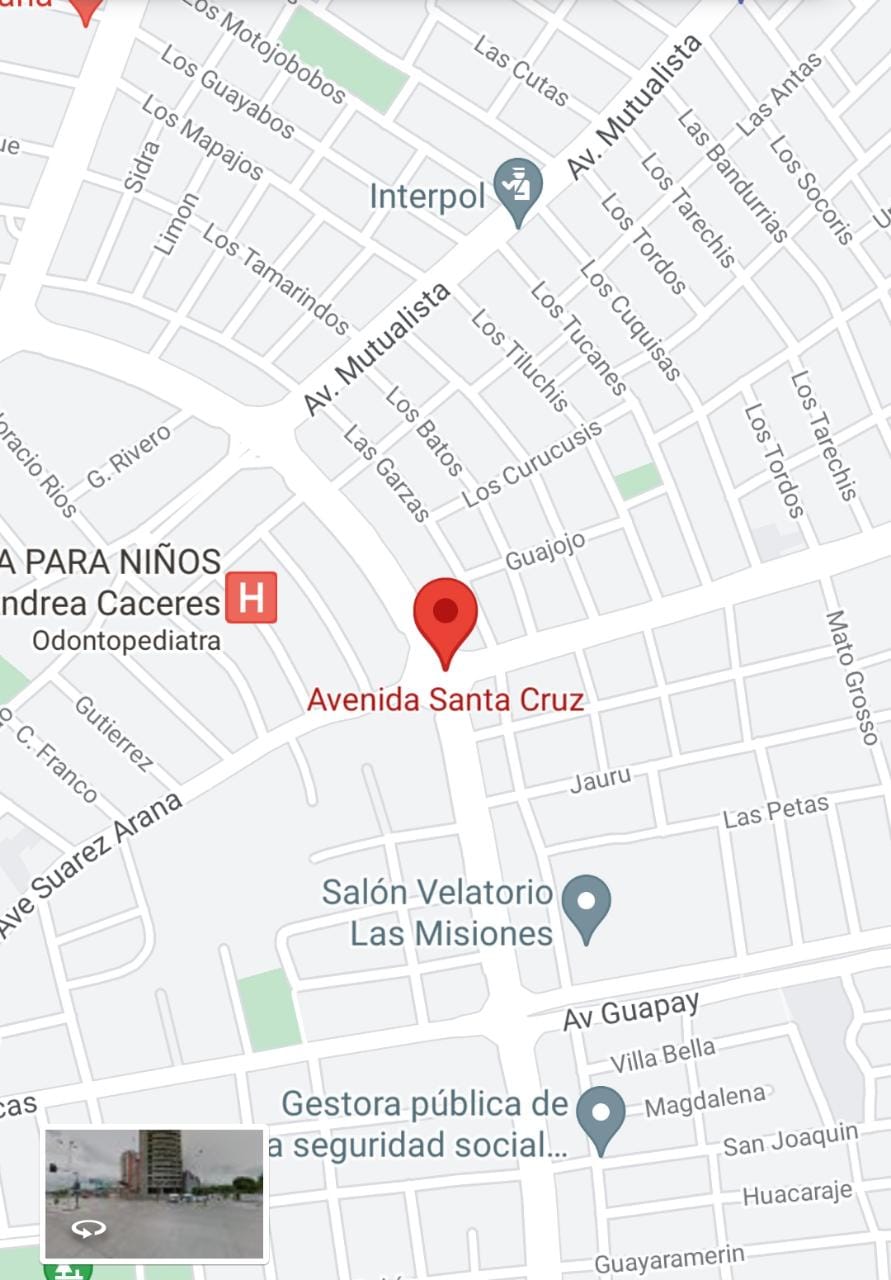 Los Motojobobos
Las Cutas
Av. Mutualista
Los Guayabos
Las Antas
Los Mapajos
Las Bandurrias
Los Socoris
Sidra
Interpol
Los Tarechis
Limon
Los Tordos
Los Tamarindos
Los Cuquisas
Los Tucanes
Av. Mutualista
Los Tiluchis
Los Batos
Los Tarechis
Los Tordos
Las Garzas
Los Curucusis
G. Rivero
oracio Rios
Guajojo
A PARA NIÑOS
ndrea Caceres
H
Odontopediatra
Mato Grosso
Avenida Santa Cruz
Gutierrez
C. Franco
Jauru
Las Petas
Ave Suarez Arana
Salón Velatorio
Las Misiones
Av Guapay
Villa Bella
cas
Gestora pública de
a seguridad social...
Magdalena
San Joaquin
Huacaraje
Guayaramerin